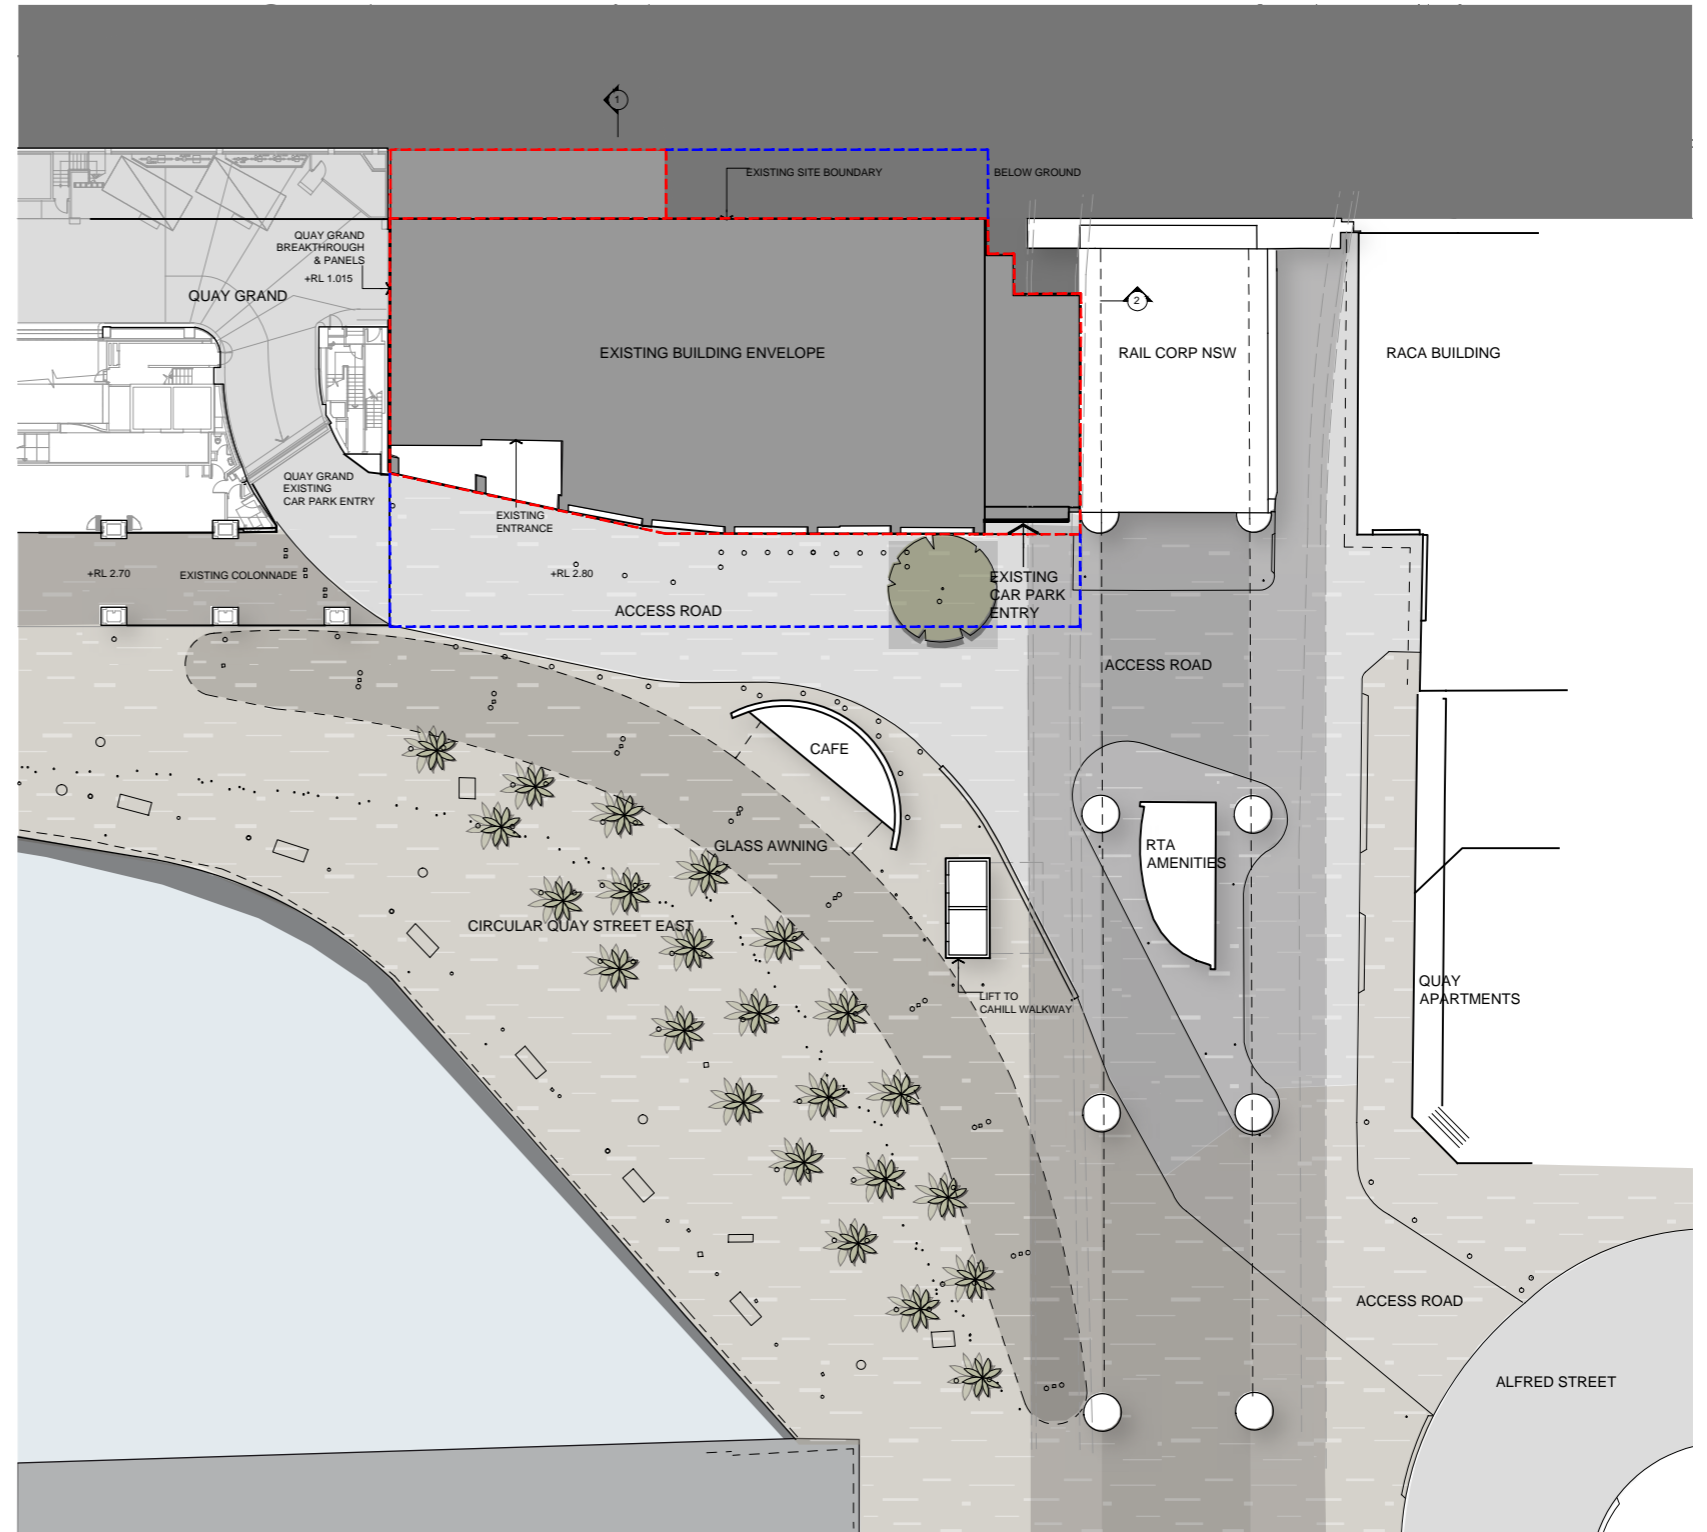 1
EXISTING SITE BOUNDARY
BELOW GROUND
QUAY GRAND
BREAKTHROUGH
& PANELS
+RL 1.015
QUAY GRAND
2
EXISTING BUILDING ENVELOPE
RAIL CORP NSW
RACA BUILDING
QUAY GRAND
EXISTING
CAR PARK ENTRY
EXISTING
ENTRANCE
+RL 2.70
EXISTING COLONNADE
+RL 2.80
EXISTING
CAR PARK
ENTRY
ACCESS ROAD
ACCESS ROAD
CAFE
GLASS AWNING
RTA
AMENITIES
CIRCULAR QUAY STREET EAST
LIFT TO
CAHILL WALKWAY
QUAY
APARTMENTS
ACCESS ROAD
ALFRED STREET